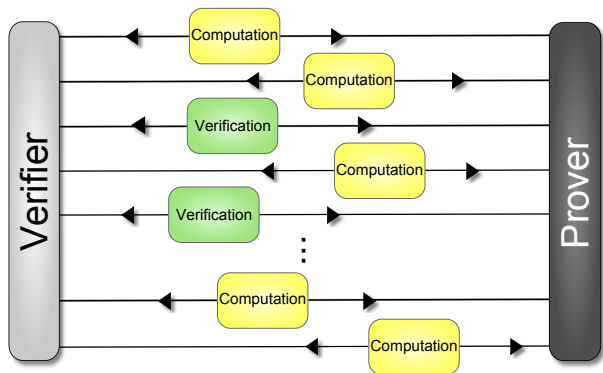 Computation
Computation
Verification
Computation
Verification
Computation
Computation
Verifier
Prover